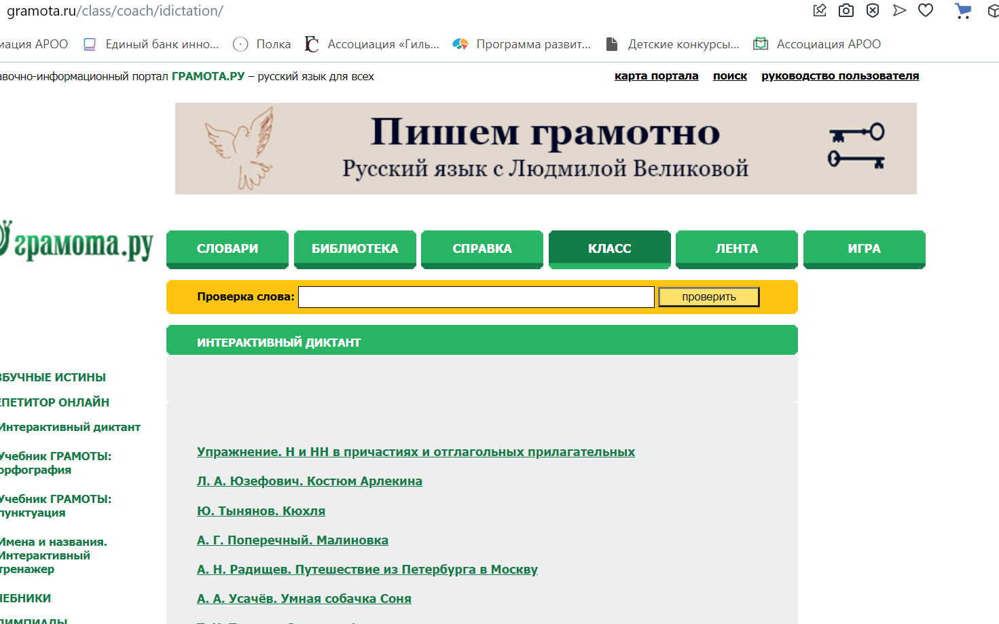 gramota.ru/class/coach/idictation/
иация АРОО Единый банк инно... Полка Ассоциация «Гиль... Программа развит... Детские конкурсы... Ассоциация АРОО
авочно-информационный портал ГРАМОТА.РУ – русский язык для всех
карта портала поиск руководство пользователя
Пишем грамотно
Русский язык с Людмилой Великовой
грамота.ру
СЛОВАРИ БИБЛИОТЕКА СПРАВКА КЛАСС ЛЕНТА ИГРА
Проверка слова: проверить
ИНТЕРАКТИВНЫЙ ДИКТАНТ
ЗБУЧНЫЕ ИСТИНЫ
ЕПЕТИТОР ОНЛАЙН
Интерактивный диктант
Учебник ГРАМОТЫ:
орфография
Учебник ГРАМОТЫ:
пунктуация
Имена и названия.
Интерактивный
тренажер
ЧЕБНИКИ
Упражнение. Н и НН в причастиях и отглагольных прилагательных
Л. А. Юзефович. Костюм Арлекина
Ю. Тынянов. Кюхля
А. Г. Поперечный. Малиновка
А. Н. Радищев. Путешествие из Петербурга в Москву
А. А. Усачёв. Умная собачка Соня